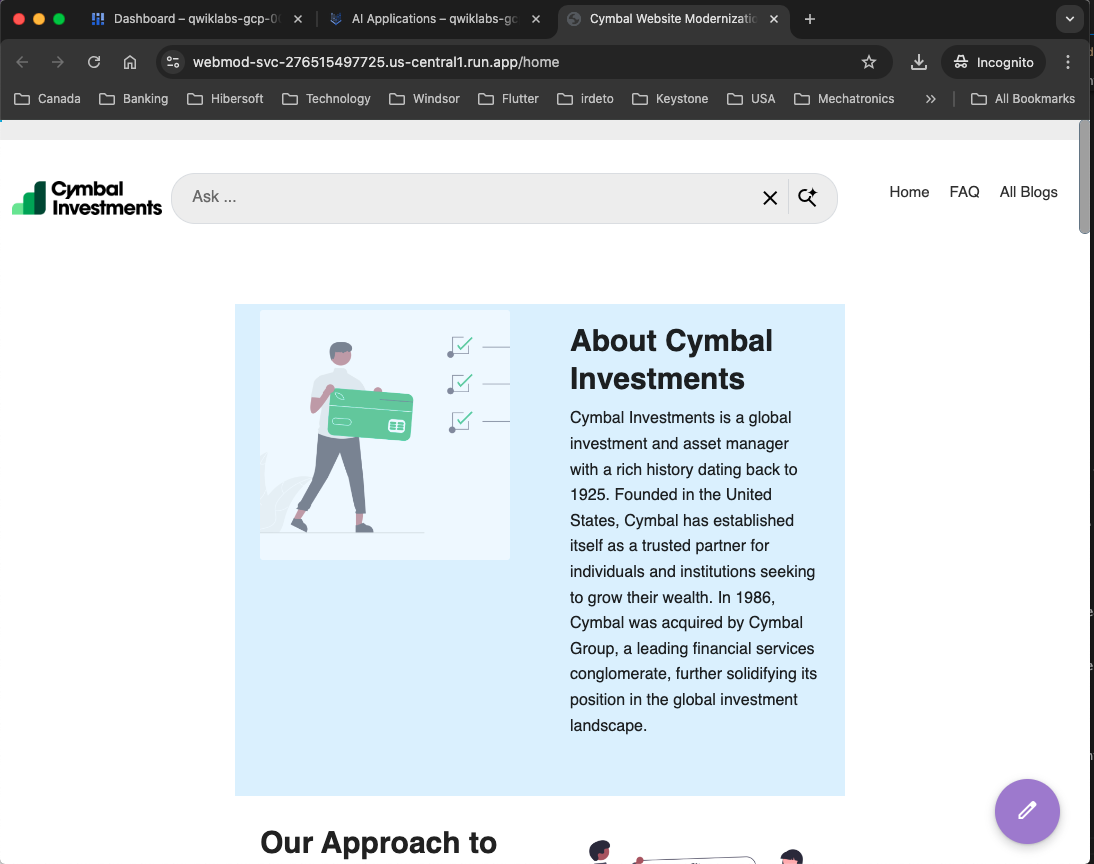 Dashboard – qwiklabs-gcp-0
AI Applications – qwiklabs-gc
Cymbal Website Modernizatio
webmod-svc-276515497725.us-central1.run.app/home
Incognito
Canada
Banking
Hibersoft
Technology
Windsor
Flutter
irdeto
Keystone
USA
Mechatronics
»
All Bookmarks
Cymbal
Investments
Ask ...
Home
FAQ
All Blogs
About Cymbal
Investments
Cymbal Investments is a global
investment and asset manager
with a rich history dating back to
1925. Founded in the United
States, Cymbal has established
itself as a trusted partner for
individuals and institutions seeking
to grow their wealth. In 1986,
Cymbal was acquired by Cymbal
Group, a leading financial services
conglomerate, further solidifying its
position in the global investment
landscape.
Our Approach to